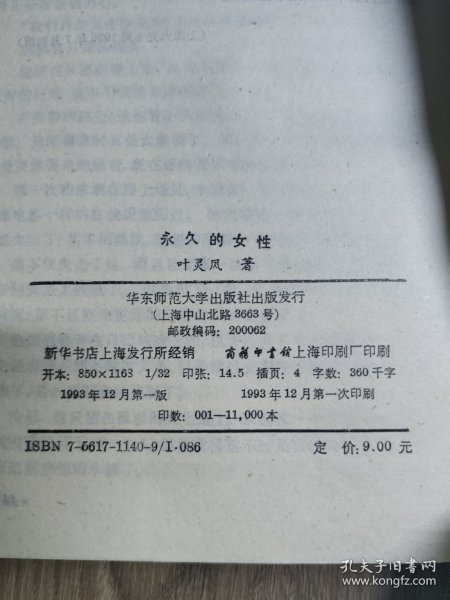 永久的女性
叶灵凤 著
华东师范大学出版社出版发行
(上海中山北路3663号)
邮政编码:200062
新华书店上海发行所经销 商务印书馆上海印刷厂印刷
开本:850×1163 1/32 印张:14.5 插页:4 字数:360千字
1993年12月第一版 1993年12月第一次印刷
印数:001—11,000本
ISBN 7-5617-1140-9/I·086 定价:9.00元
孔夫子旧书网
www.kongfz.com